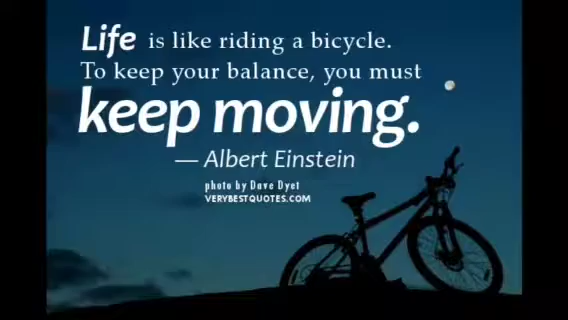 Life is like riding a bicycle.
To keep your balance, you must
keep moving.
— Albert Einstein
photo by Dave Dyet
VERYBESTQUOTES.COM